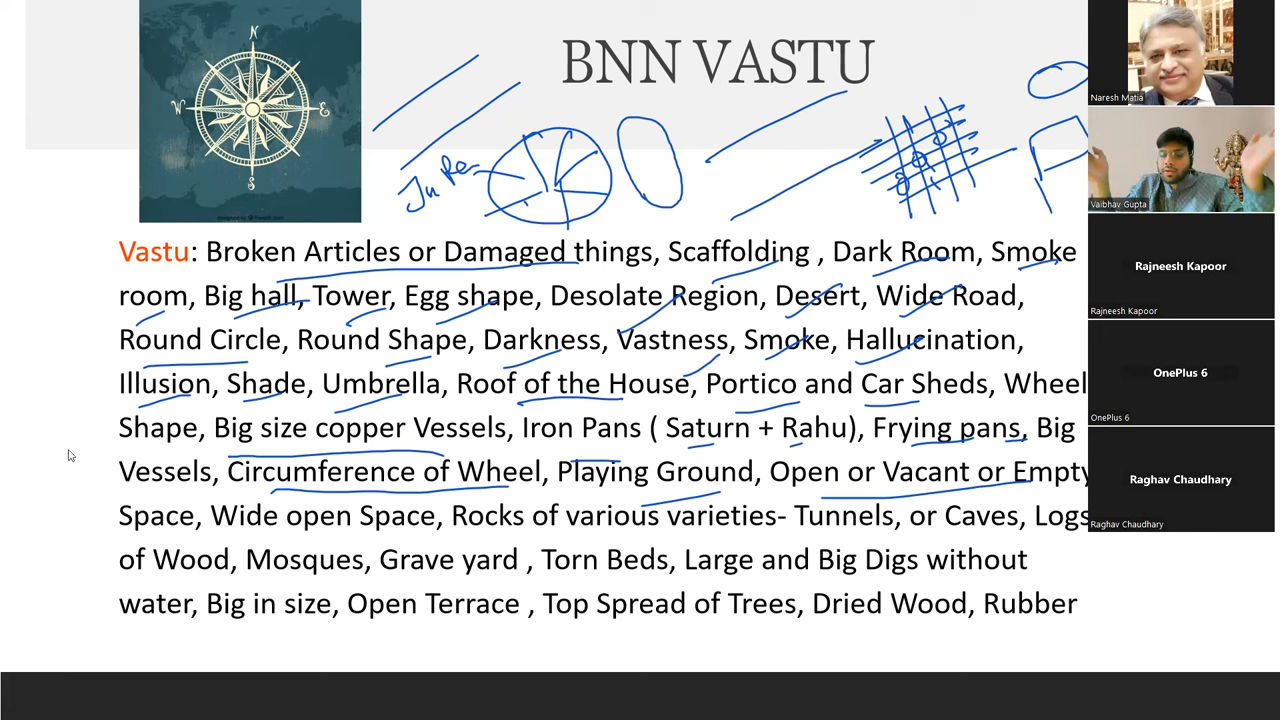 N
W
E
S
designed by freepik.com
BNN VASTU
Vastu: Broken Articles or Damaged things, Scaffolding , Dark Room, Smoke
room, Big hall, Tower, Egg shape, Desolate Region, Desert, Wide Road,
Round Circle, Round Shape, Darkness, Vastness, Smoke, Hallucination,
Illusion, Shade, Umbrella, Roof of the House, Portico and Car Sheds, Wheel
Shape, Big size copper Vessels, Iron Pans ( Saturn + Rahu), Frying pans, Big
Vessels, Circumference of Wheel, Playing Ground, Open or Vacant or Empty
Space, Wide open Space, Rocks of various varieties- Tunnels, or Caves, Logs
of Wood, Mosques, Grave yard , Torn Beds, Large and Big Digs without
water, Big in size, Open Terrace , Top Spread of Trees, Dried Wood, Rubber
Naresh Matia
Vaibhav Gupta
Rajneesh Kapoor
Rajneesh Kapoor
OnePlus 6
OnePlus 6
Raghav Chaudhary
Raghav Chaudhary